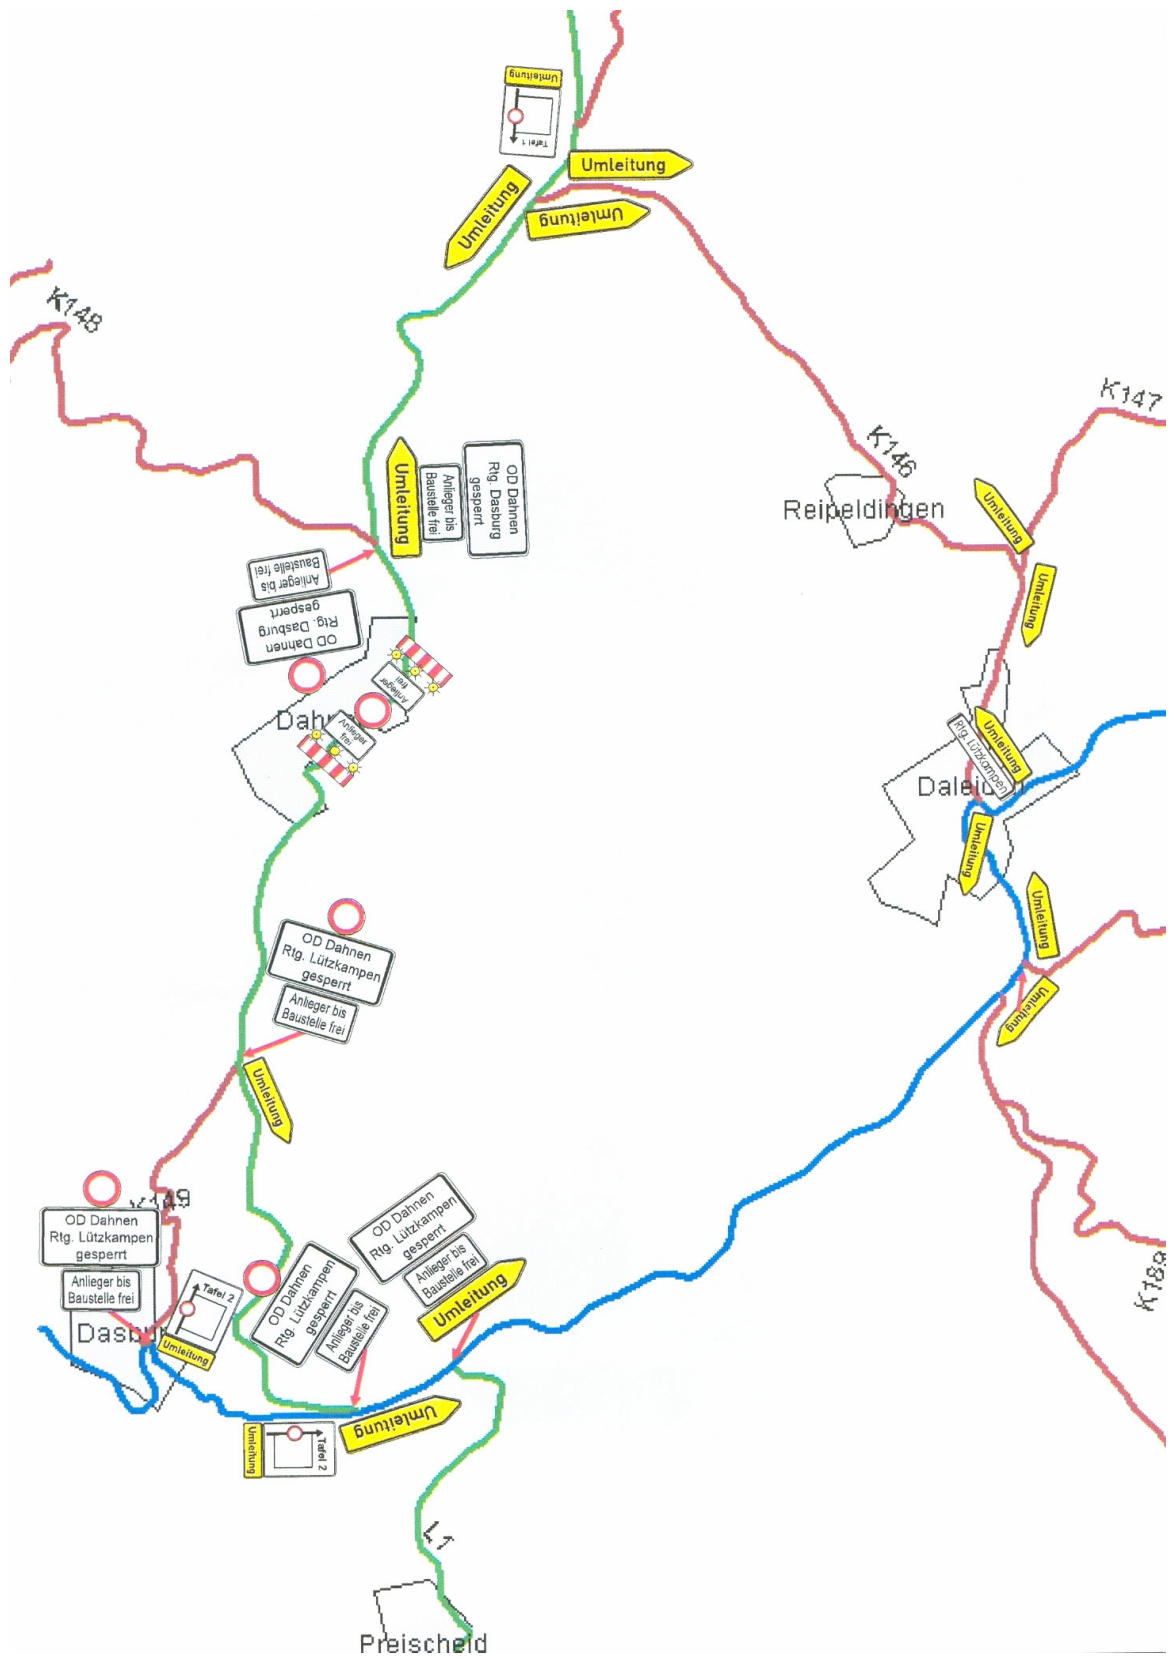 Umleitung
Tafel 1
Umleitung
Umleitung
Umleitung
K148
K147
K146
Reipeldingen
Umleitung
Anlieger bis
Baustelle frei
OD Dahnen
Rtg. Dasburg
gesperrt
Umleitung
Umleitung
Anlieger bis
Baustelle frei
OD Dahnen
Rtg. Dasburg
gesperrt
Anlieger
frei
Dah
Anlieger
frei
Umleitung
Rtg. Lützkampen
Umleitung
Umleitung
Umleitung
OD Dahnen
Rtg. Lützkampen
gesperrt
Anlieger bis
Baustelle frei
Umleitung
K149
OD Dahnen
Rtg. Lützkampen
gesperrt
Anlieger bis
Baustelle frei
Tafel 2
Umleitung
OD Dahnen
Rtg. Lützkampen
gesperrt
Anlieger bis
Baustelle frei
OD Dahnen
Rtg. Lützkampen
gesperrt
Anlieger bis
Baustelle frei
Umleitung
K189
Dasbur
Umleitung
Umleitung
Tafel 2
L1
Preischeid